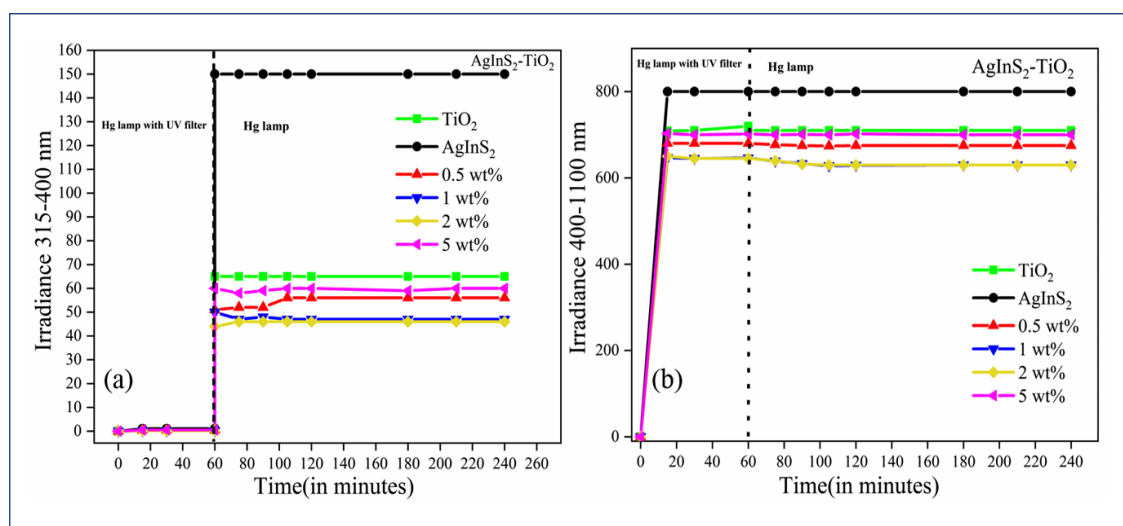 160
150
140
130
120
110
100
90
80
70
60
50
40
30
20
10
0
Irradiance 315-400 nm
AgInS₂-TiO₂
Hg lamp with UV filter
Hg lamp
TiO₂
AgInS₂
0.5 wt%
1 wt%
2 wt%
5 wt%
(a)
0 20 40 60 80 100 120 140 160 180 200 220 240 260
Time(in minutes)
800
600
400
200
0
Irradiance 400-1100 nm
Hg lamp with UV filter
Hg lamp
AgInS₂-TiO₂
TiO₂
AgInS₂
0.5 wt%
1 wt%
2 wt%
5 wt%
(b)
0 20 40 60 80 100 120 140 160 180 200 220 240
Time(in minutes)